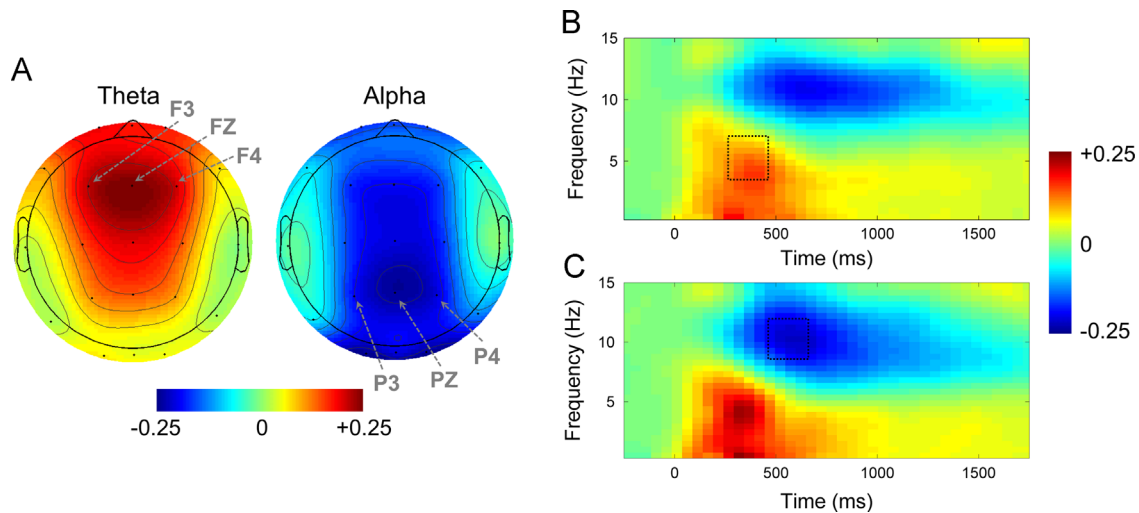 A
Theta
Alpha
F3
FZ
F4
P3
PZ
P4
-0.25 0 +0.25
B
15
10
5
Frequency (Hz)
0 500 1000 1500
Time (ms)
C
15
10
5
Frequency (Hz)
0 500 1000 1500
Time (ms)
+0.25
0
-0.25